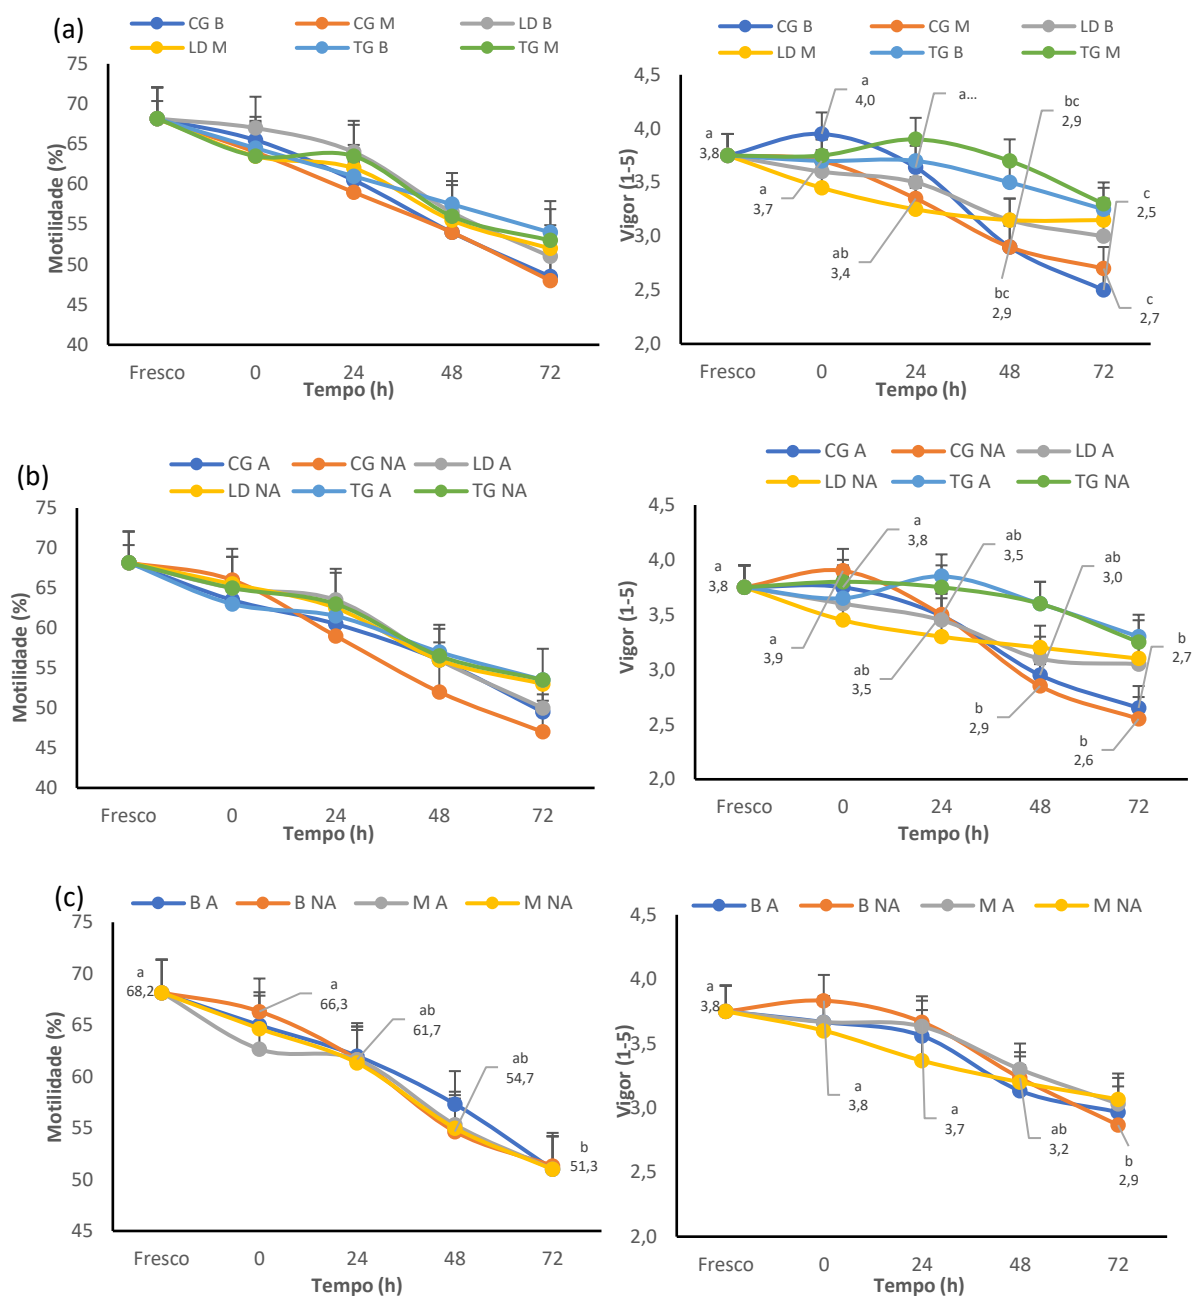 (a)
CG B CG M LD B
LD M TG B TG M
Motilidade (%)
75
70
65
60
55
50
45
40
Fresco 0 24 48 72
Tempo (h)
CG B CG M LD B
LD M TG B TG M
Vigor (1-5)
4,5
4,0
3,5
3,0
2,5
2,0
a
3,8
a
4,0
a
3,7
a...
ab
3,4
bc
2,9
bc
2,9
c
2,5
c
2,7
Fresco 0 24 48 72
Tempo (h)
(b)
CG A CG NA LD A
LD NA TG A TG NA
Motilidade (%)
75
70
65
60
55
50
45
40
Fresco 0 24 48 72
Tempo (h)
CG A CG NA LD A
LD NA TG A TG NA
Vigor (1-5)
4,5
4,0
3,5
3,0
2,5
2,0
a
3,8
a
3,8
a
3,9
ab
3,5
ab
3,5
ab
3,0
b
2,9
b
2,7
b
2,6
Fresco 0 24 48 72
Tempo (h)
(c)
B A B NA M A M NA
Motilidade (%)
75
70
65
60
55
50
45
a
68,2
a
66,3
ab
61,7
ab
54,7
b
51,3
Fresco 0 24 48 72
Tempo (h)
B A B NA M A M NA
Vigor (1-5)
4,5
4,0
3,5
3,0
2,5
2,0
a
3,8
a
3,8
a
3,7
ab
3,2
b
2,9
Fresco 0 24 48 72
Tempo (h)